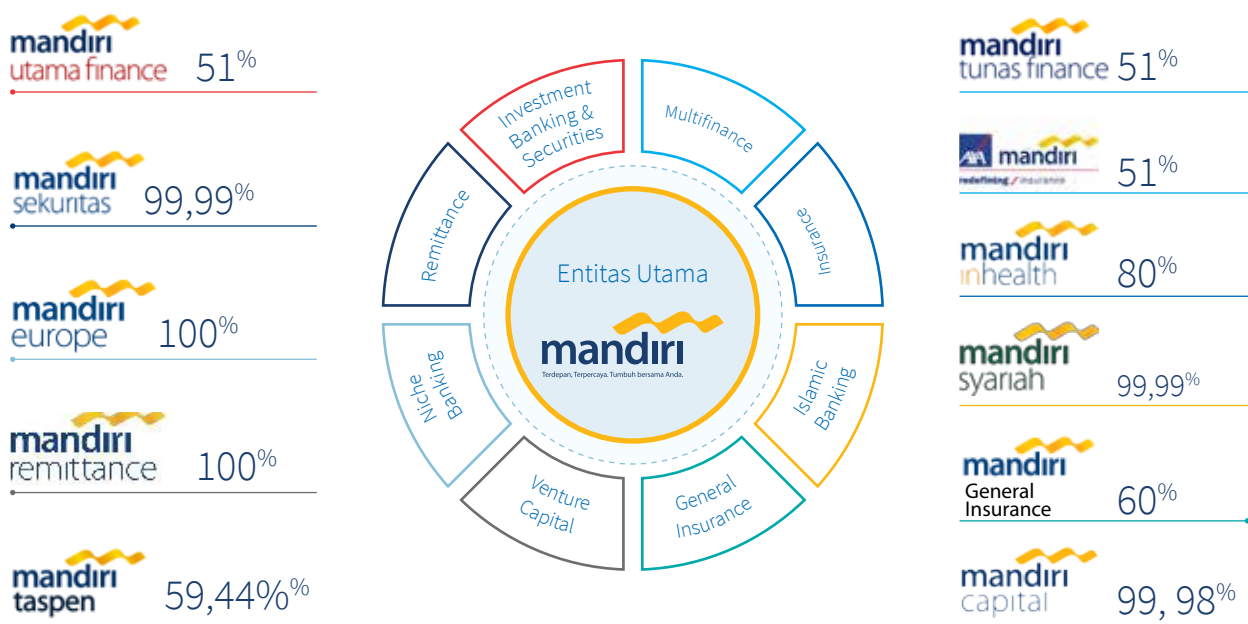 mandiri
utama finance 51%
mandiri
sekuritas 99,99%
mandiri
europe 100%
mandiri
remittance 100%
mandiri
taspen 59,44%%
Investment
Banking &
Securities
Multifinance
Insurance
Islamic
Banking
General
Insurance
Venture
Capital
Niche
Banking
Remittance
Entitas Utama
mandiri
Terdepan, Terpercaya. Tumbuh bersama Anda.
mandiri
tunas finance 51%
AXA mandiri
redefining / insurance
51%
mandiri
inhealth 80%
mandiri
syariah 99,99%
mandiri
General
Insurance 60%
mandiri
capital 99, 98%